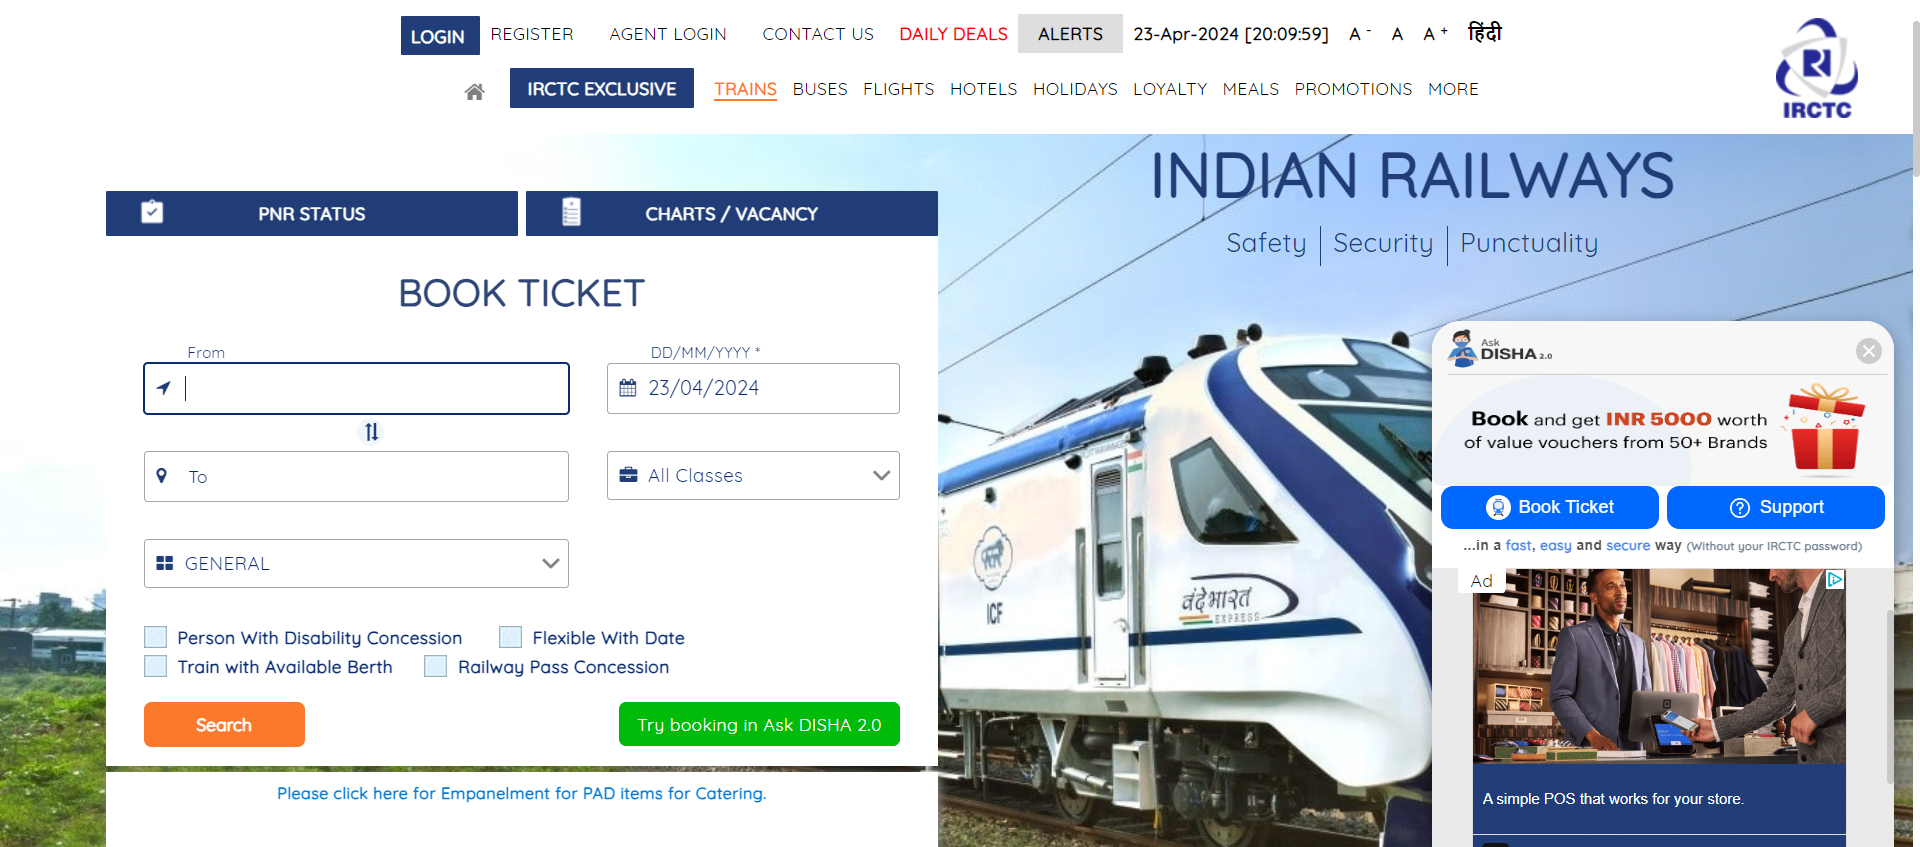 LOGIN REGISTER AGENT LOGIN CONTACT US DAILY DEALS ALERTS 23-Apr-2024 [20:09:59] A - A A + हिंदी
IRCTC EXCLUSIVE TRAINS BUSES FLIGHTS HOTELS HOLIDAYS LOYALTY MEALS PROMOTIONS MORE
IRCTC
INDIAN RAILWAYS
Safety | Security | Punctuality
PNR STATUS CHARTS / VACANCY
BOOK TICKET
From
DD/MM/YYYY *
23/04/2024
To
All Classes
GENERAL
Person With Disability Concession
Flexible With Date
Train with Available Berth
Railway Pass Concession
Search
Try booking in Ask DISHA 2.0
Please click here for Empanelment for PAD items for Catering.
ICF
वंदे भारत
EXPRESS
Ask
DISHA 2.0
Book and get INR 5000 worth
of value vouchers from 50+ Brands
Book Ticket
Support
...in a fast, easy and secure way (Without your IRCTC password)
Ad
A simple POS that works for your store.